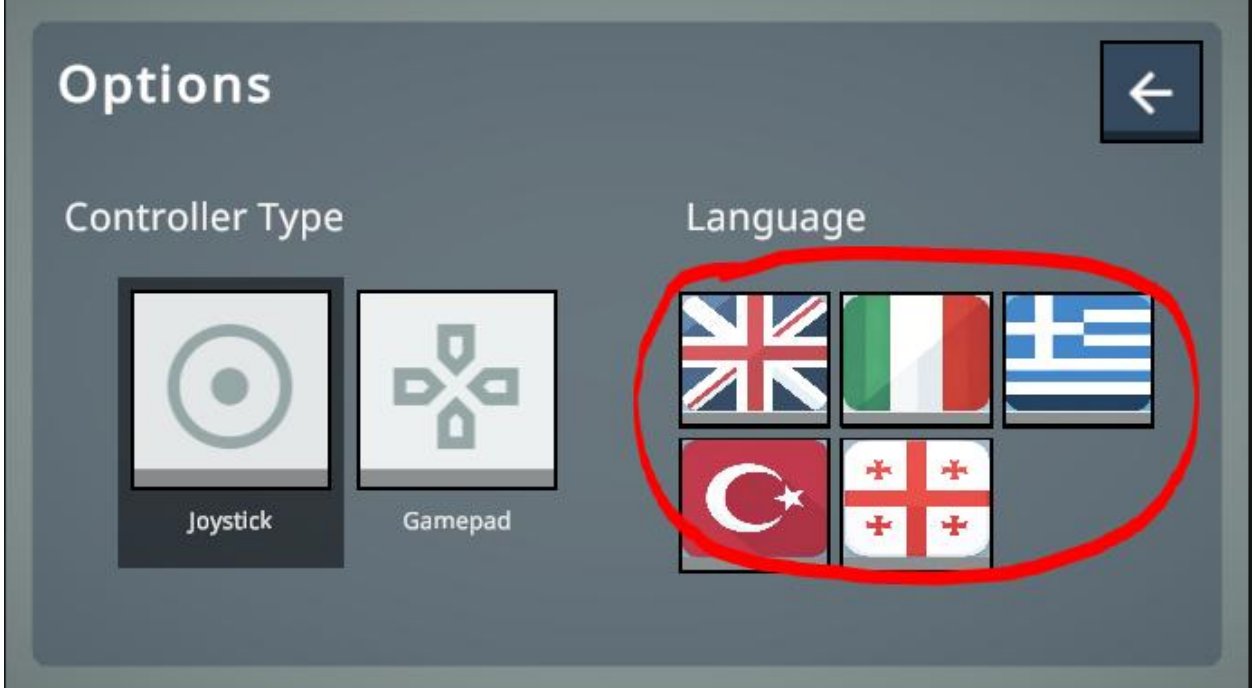 Options
Controller Type
Language
Joystick
Gamepad